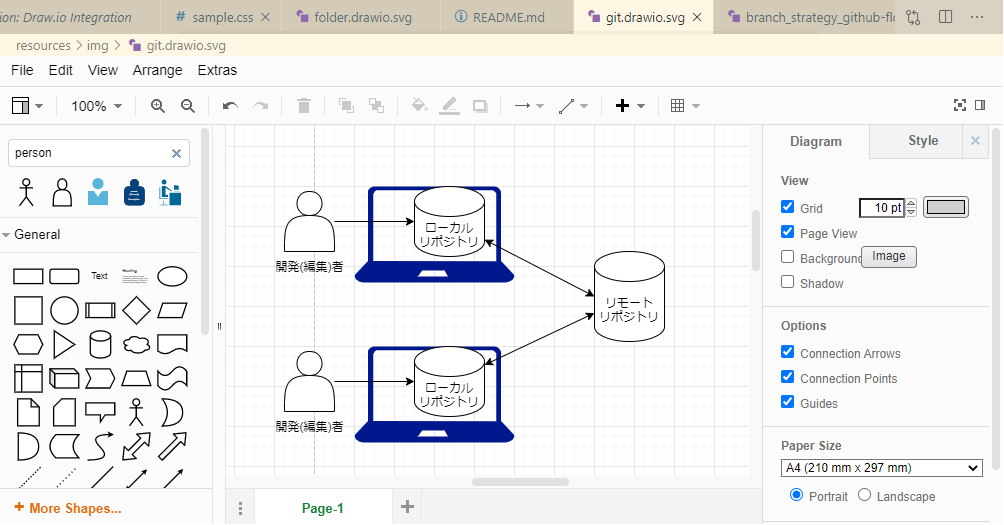 ion: Draw.io Integration
# sample.css
folder.drawio.svg
README.md
git.drawio.svg
branch_strategy_github-flo
resources > img > git.drawio.svg
File Edit View Arrange Extras
100%
person
General
Text
Heading
More Shapes...
ローカル
リポジトリ
開発(編集)者
リモート
リポジトリ
ローカル
リポジトリ
開発(編集)者
Page-1
Diagram
Style
View
Grid
10 pt
Page View
Background
Image
Shadow
Options
Connection Arrows
Connection Points
Guides
Paper Size
A4 (210 mm x 297 mm)
Portrait
Landscape